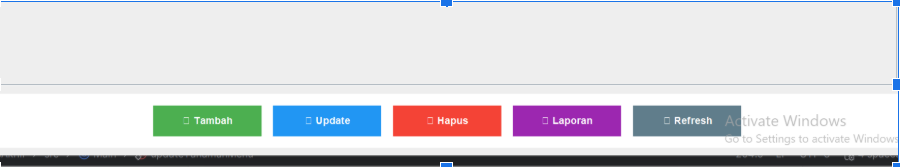 Tambah
Update
Hapus
Laporan
Refresh
Activate Windows
Go to Settings to activate Windows